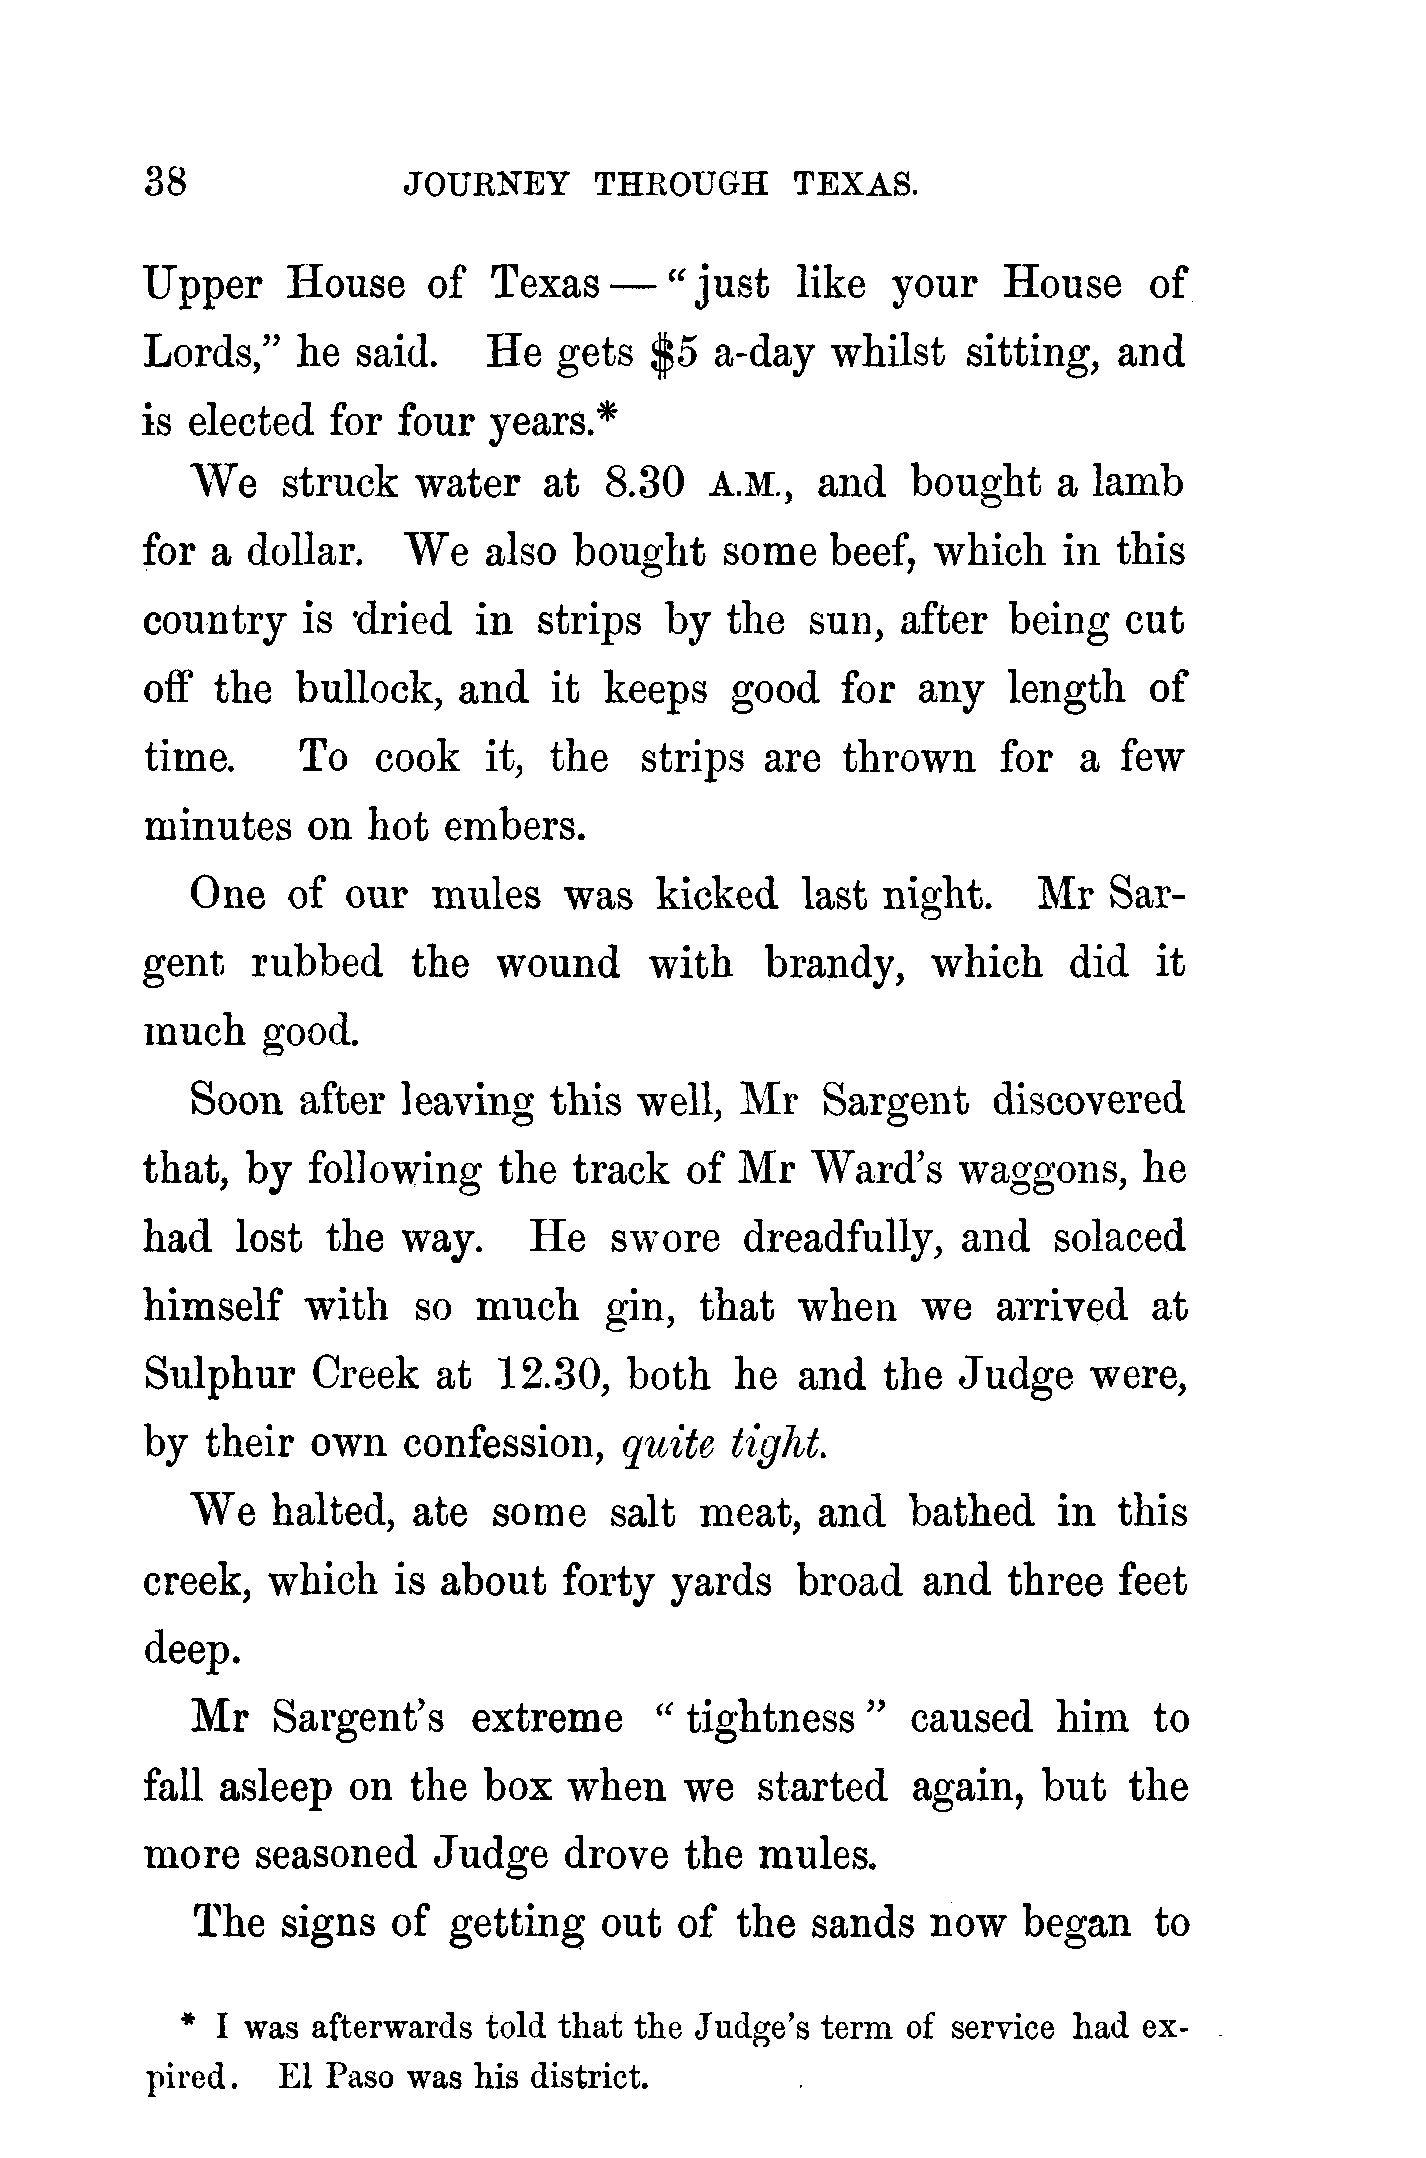 38 JOURNEY THROUGH TEXAS.
Upper House of Texas — “just like your House of
Lords,” he said. He gets $5 a-day whilst sitting, and
is elected for four years.*
We struck water at 8.30 A.M., and bought a lamb
for a dollar. We also bought some beef, which in this
country is dried in strips by the sun, after being cut
off the bullock, and it keeps good for any length of
time. To cook it, the strips are thrown for a few
minutes on hot embers.
One of our mules was kicked last night. Mr Sar-
gent rubbed the wound with brandy, which did it
much good.
Soon after leaving this well, Mr Sargent discovered
that, by following the track of Mr Ward’s waggons, he
had lost the way. He swore dreadfully, and solaced
himself with so much gin, that when we arrived at
Sulphur Creek at 12.30, both he and the Judge were,
by their own confession, quite tight.
We halted, ate some salt meat, and bathed in this
creek, which is about forty yards broad and three feet
deep.
Mr Sargent’s extreme “tightness” caused him to
fall asleep on the box when we started again, but the
more seasoned Judge drove the mules.
The signs of getting out of the sands now began to
* I was afterwards told that the Judge’s term of service had ex-
pired. El Paso was his district.